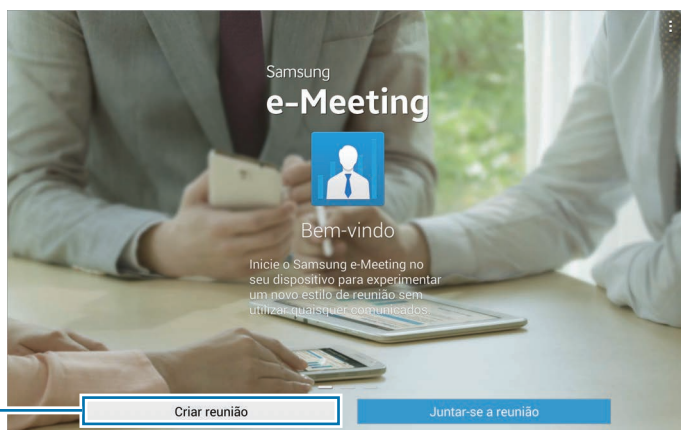 Samsung
e-Meeting
Bem-vindo
Inicie o Samsung e-Meeting no
seu dispositivo para experimentar
um novo estilo de reunião sem
utilizar quaisquer comunicados
Criar reunião
Juntar-se a reunião